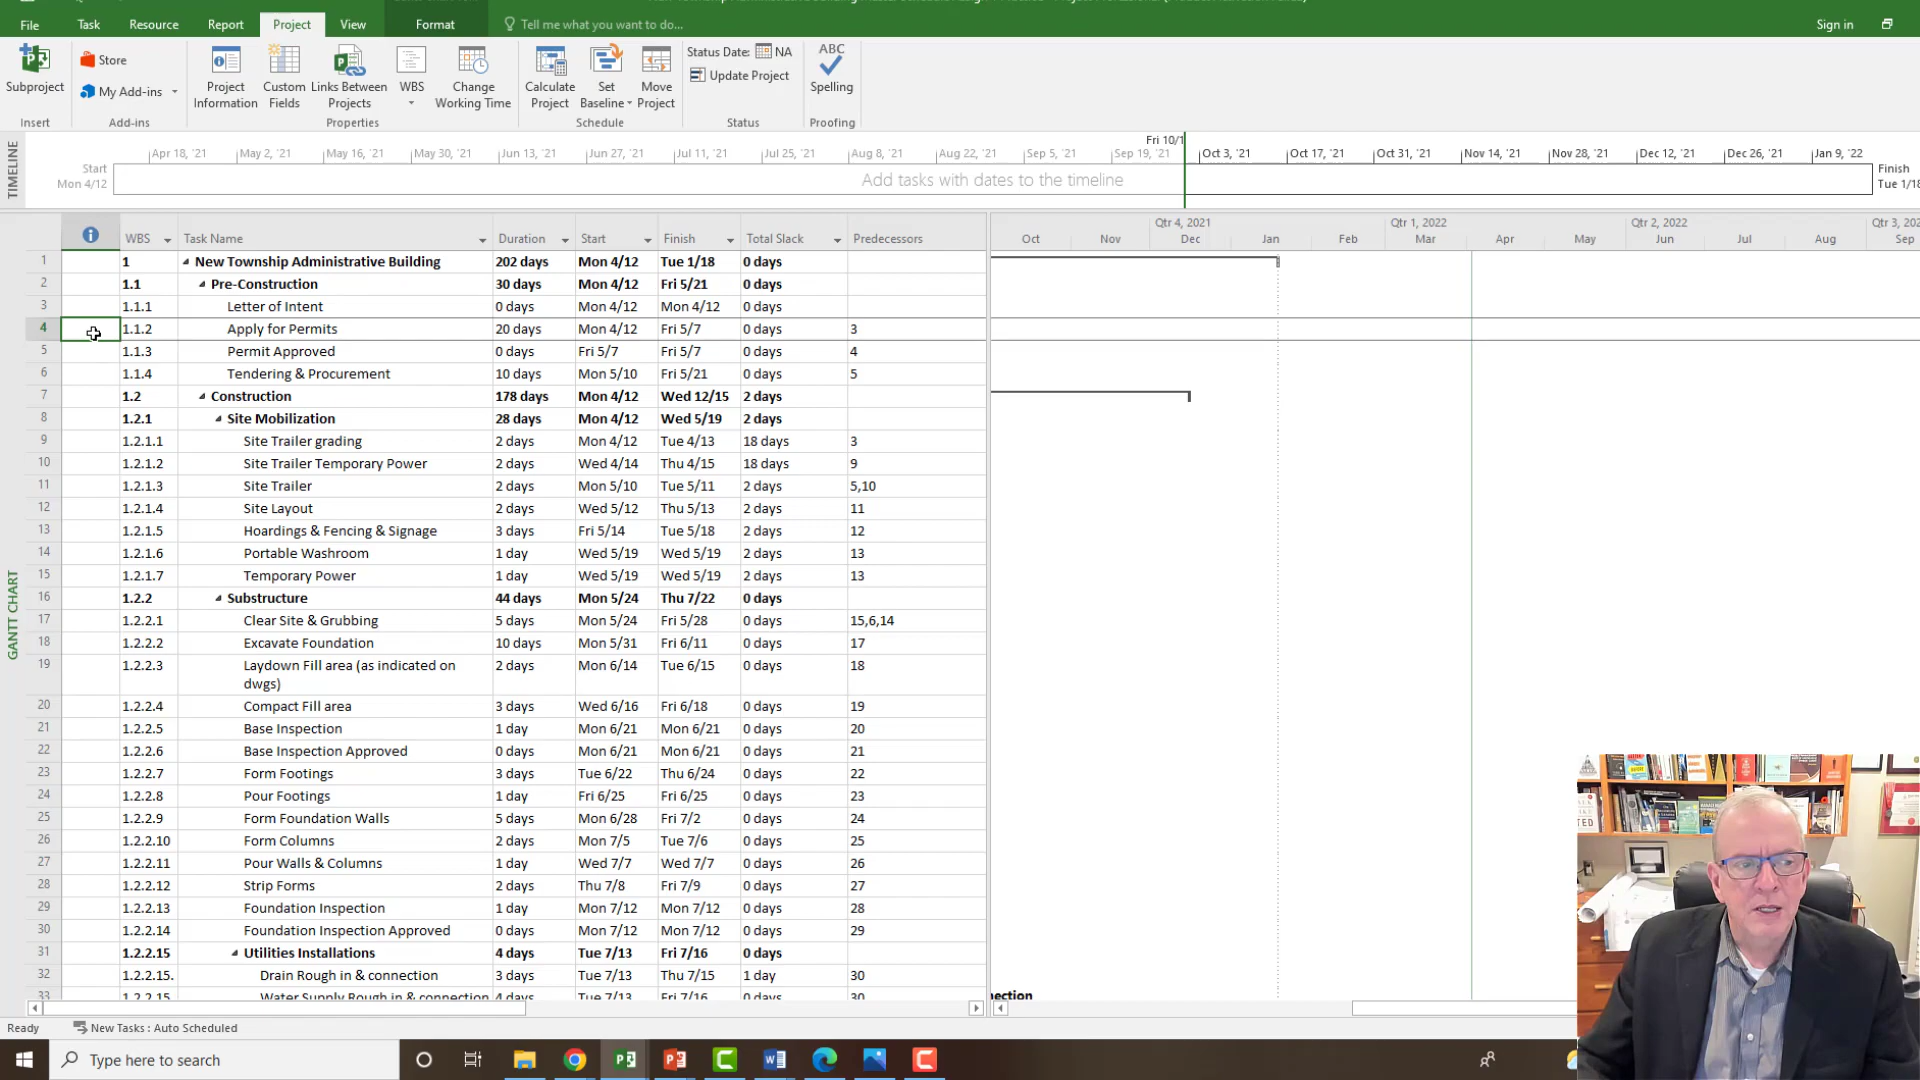 File Task Resource Report Project View Format Tell me what you want to do... Sign in
Subproject
Store
My Add-ins
Project Information
Custom Fields
Links Between Projects
WBS
Change Working Time
Calculate Project
Set Baseline
Move Project
Status Date: NA
Update Project
ABC
Spelling
Insert Add-ins Properties Schedule Status Proofing
TIMELINE
Fri 10/1
Start
Mon 4/12
Apr 18, '21 May 2, '21 May 16, '21 May 30, '21 Jun 13, '21 Jun 27, '21 Jul 11, '21 Jul 25, '21 Aug 8, '21 Aug 22, '21 Sep 5, '21 Sep 19, '21 Oct 3, '21 Oct 17, '21 Oct 31, '21 Nov 14, '21 Nov 28, '21 Dec 12, '21 Dec 26, '21 Jan 9, '22
Add tasks with dates to the timeline
Finish
Tue 1/18
GANTT CHART
WBS Task Name Duration Start Finish Total Slack Predecessors
Qtr 4, 2021 Qtr 1, 2022 Qtr 2, 2022 Qtr 3, 202
Oct Nov Dec Jan Feb Mar Apr May Jun Jul Aug Sep
1 1 New Township Administrative Building 202 days Mon 4/12 Tue 1/18 0 days
2 1.1 Pre-Construction 30 days Mon 4/12 Fri 5/21 0 days
3 1.1.1 Letter of Intent 0 days Mon 4/12 Mon 4/12 0 days
4 1.1.2 Apply for Permits 20 days Mon 4/12 Fri 5/7 0 days 3
5 1.1.3 Permit Approved 0 days Fri 5/7 Fri 5/7 0 days 4
6 1.1.4 Tendering & Procurement 10 days Mon 5/10 Fri 5/21 0 days 5
7 1.2 Construction 178 days Mon 4/12 Wed 12/15 2 days
8 1.2.1 Site Mobilization 28 days Mon 4/12 Wed 5/19 2 days
9 1.2.1.1 Site Trailer grading 2 days Mon 4/12 Tue 4/13 18 days 3
10 1.2.1.2 Site Trailer Temporary Power 2 days Wed 4/14 Thu 4/15 18 days 9
11 1.2.1.3 Site Trailer 2 days Mon 5/10 Tue 5/11 2 days 5,10
12 1.2.1.4 Site Layout 2 days Wed 5/12 Thu 5/13 2 days 11
13 1.2.1.5 Hoardings & Fencing & Signage 3 days Fri 5/14 Tue 5/18 2 days 12
14 1.2.1.6 Portable Washroom 1 day Wed 5/19 Wed 5/19 2 days 13
15 1.2.1.7 Temporary Power 1 day Wed 5/19 Wed 5/19 2 days 13
16 1.2.2 Substructure 44 days Mon 5/24 Thu 7/22 0 days
17 1.2.2.1 Clear Site & Grubbing 5 days Mon 5/24 Fri 5/28 0 days 15,6,14
18 1.2.2.2 Excavate Foundation 10 days Mon 5/31 Fri 6/11 0 days 17
19 1.2.2.3 Laydown Fill area (as indicated on 2 days Mon 6/14 Tue 6/15 0 days 18
dwgs)
20 1.2.2.4 Compact Fill area 3 days Wed 6/16 Fri 6/18 0 days 19
21 1.2.2.5 Base Inspection 1 day Mon 6/21 Mon 6/21 0 days 20
22 1.2.2.6 Base Inspection Approved 0 days Mon 6/21 Mon 6/21 0 days 21
23 1.2.2.7 Form Footings 3 days Tue 6/22 Thu 6/24 0 days 22
24 1.2.2.8 Pour Footings 1 day Fri 6/25 Fri 6/25 0 days 23
25 1.2.2.9 Form Foundation Walls 5 days Mon 6/28 Fri 7/2 0 days 24
26 1.2.2.10 Form Columns 2 days Mon 7/5 Tue 7/6 0 days 25
27 1.2.2.11 Pour Walls & Columns 1 day Wed 7/7 Wed 7/7 0 days 26
28 1.2.2.12 Strip Forms 2 days Thu 7/8 Fri 7/9 0 days 27
29 1.2.2.13 Foundation Inspection 1 day Mon 7/12 Mon 7/12 0 days 28
30 1.2.2.14 Foundation Inspection Approved 0 days Mon 7/12 Mon 7/12 0 days 29
31 1.2.2.15 Utilities Installations 4 days Tue 7/13 Fri 7/16 0 days
32 1.2.2.15. Drain Rough in & connection 3 days Tue 7/13 Thu 7/15 1 day 30
33 1.2.2.15 Water Supply Rough in & connection 4 days Tue 7/13 Fri 7/16 0 days 30
nection
Ready New Tasks : Auto Scheduled
Type here to search